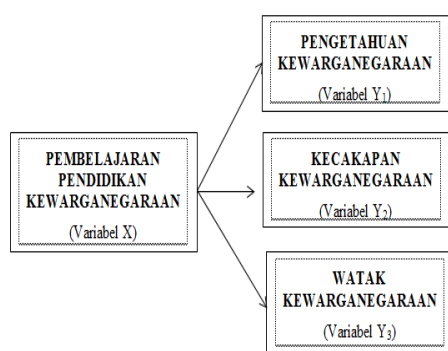 PENGETAHUAN
KEWARGANEGARAAN
(Variabel Y₁)
PEMBELAJARAN
PENDIDIKAN
KEWARGANEGARAAN
(Variabel X)
KECAKAPAN
KEWARGANEGARAAN
(Variabel Y₂)
WATAK
KEWARGANEGARAAN
(Variabel Y₃)